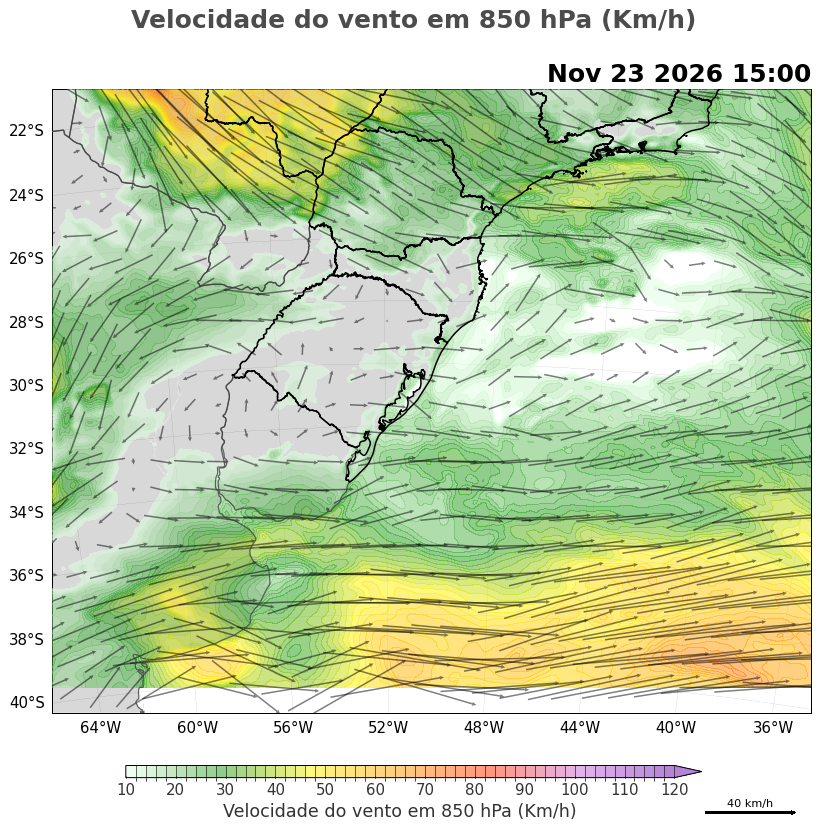 Velocidade do vento em 850 hPa (Km/h)
Nov 23 2026 15:00
22°S
24°S
26°S
28°S
30°S
32°S
34°S
36°S
38°S
40°S
64°W 60°W 56°W 52°W 48°W 44°W 40°W 36°W
10 20 30 40 50 60 70 80 90 100 110 120
Velocidade do vento em 850 hPa (Km/h)
40 km/h